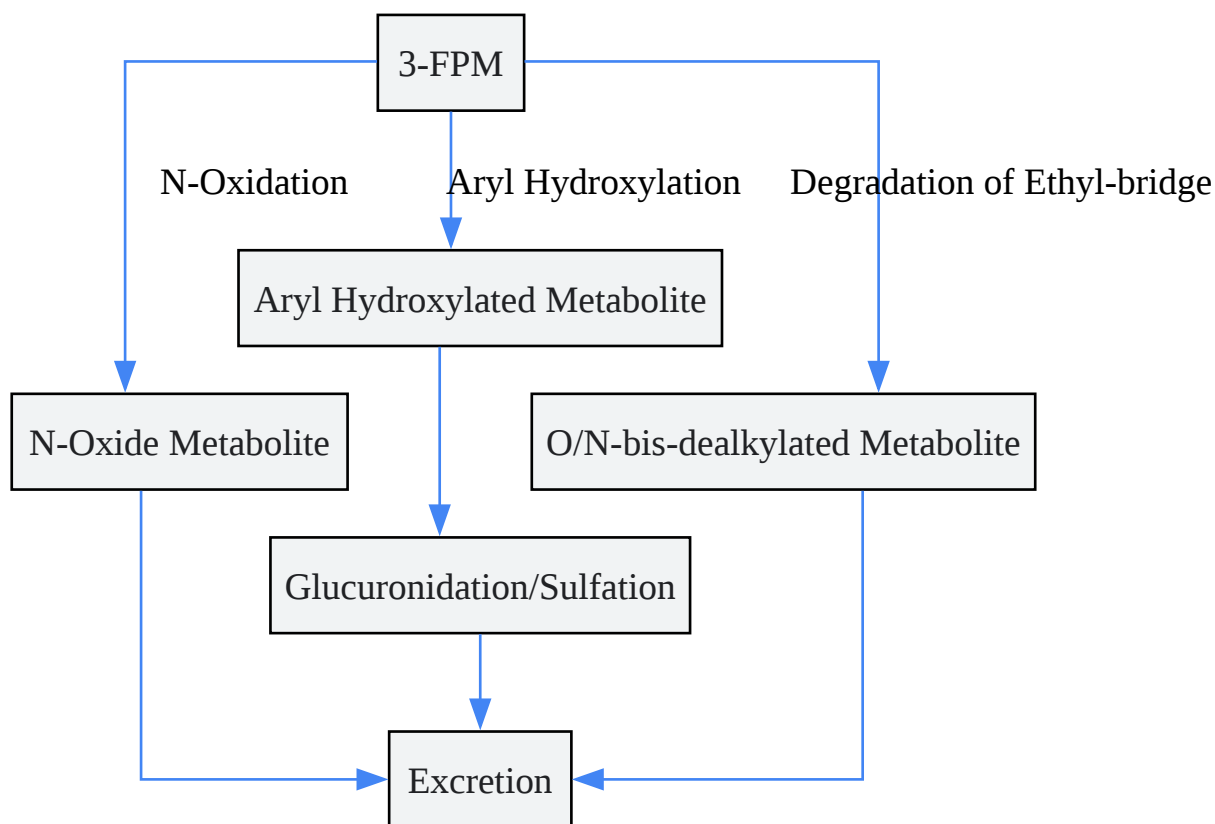 3-FPM
N-Oxidation
Aryl Hydroxylation
Degradation of Ethyl-bridge
Aryl Hydroxylated Metabolite
N-Oxide Metabolite
O/N-bis-dealkylated Metabolite
Glucuronidation/Sulfation
Excretion